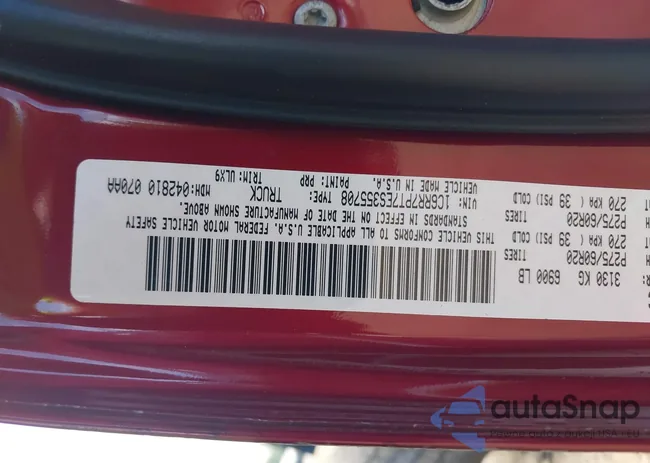 3130 KG 6900 LB
TIRES
P275/60R20
270 KPA ( 39 PSI) COLD
TIRES
P275/60R20
270 KPA ( 39 PSI) COLD
THIS VEHICLE CONFORMS TO ALL APPLICABLE U.S.A. FEDERAL MOTOR VEHICLE SAFETY
STANDARDS IN EFFECT ON THE DATE OF MANUFACTURE SHOWN ABOVE.
VIN: 1C6RR7PTZES355708 TYPE: TRUCK MDH: 042810 070AA
VEHICLE MADE IN U.S.A. PAINT: PRP TRIM: ULX9
autoSnap